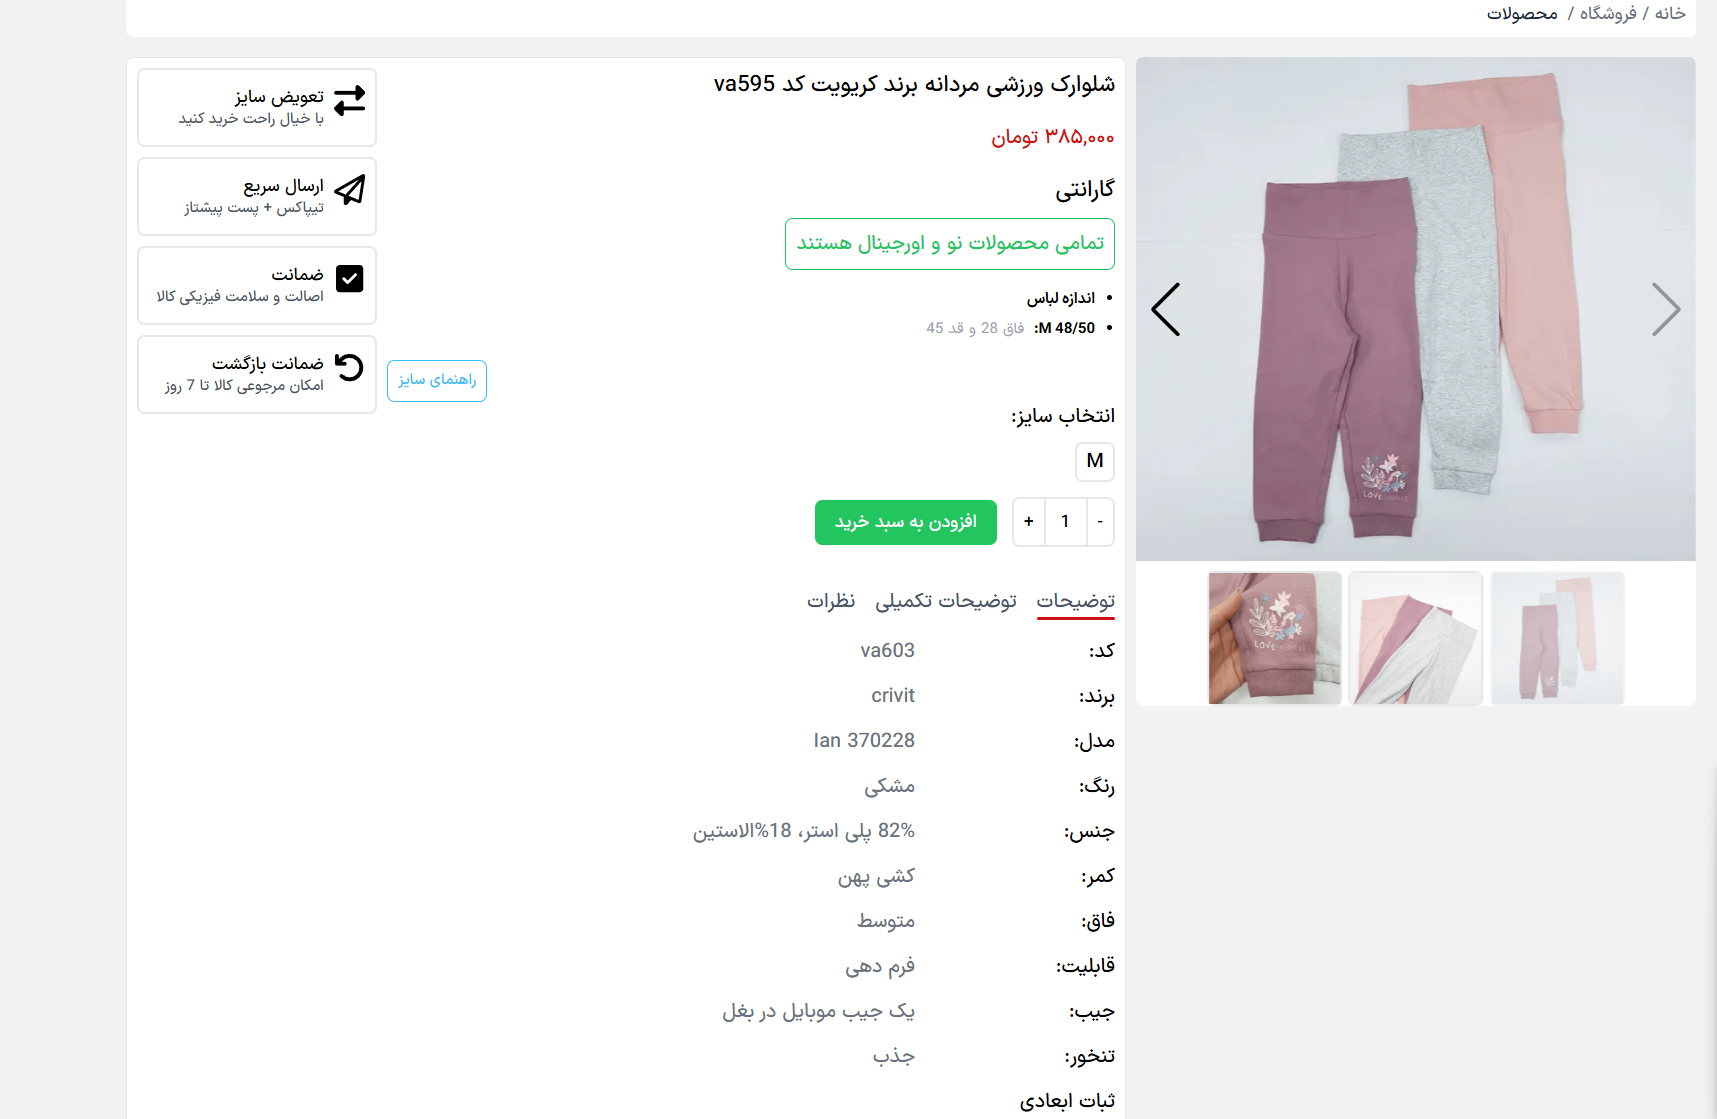 خانه / فروشگاه / محصولات
شلوارک ورزشی مردانه برند کریویت کد va595
۳۸۵,۰۰۰ تومان
گارانتی
تمامی محصولات نو و اورجینال هستند
• اندازه لباس
• M 48/50: فاق 28 و قد 45
راهنمای سایز
انتخاب سایز:
M
- 1 +
افزودن به سبد خرید
تعویض سایز
با خیال راحت خرید کنید
ارسال سریع
تیپاکس + پست پیشتاز
ضمانت
اصالت و سلامت فیزیکی کالا
ضمانت بازگشت
امکان مرجوعی کالا تا 7 روز
توضیحات توضیحات تکمیلی نظرات
کد: va603
برند: crivit
مدل: Ian 370228
رنگ: مشکی
جنس: 82% پلی استر، 18%الاستین
کمر: کشی پهن
فاق: متوسط
قابلیت: فرم دهی
جیب: یک جیب موبایل در بغل
تنخور: جذب
ثبات ابعادی
LOVE
LOVE